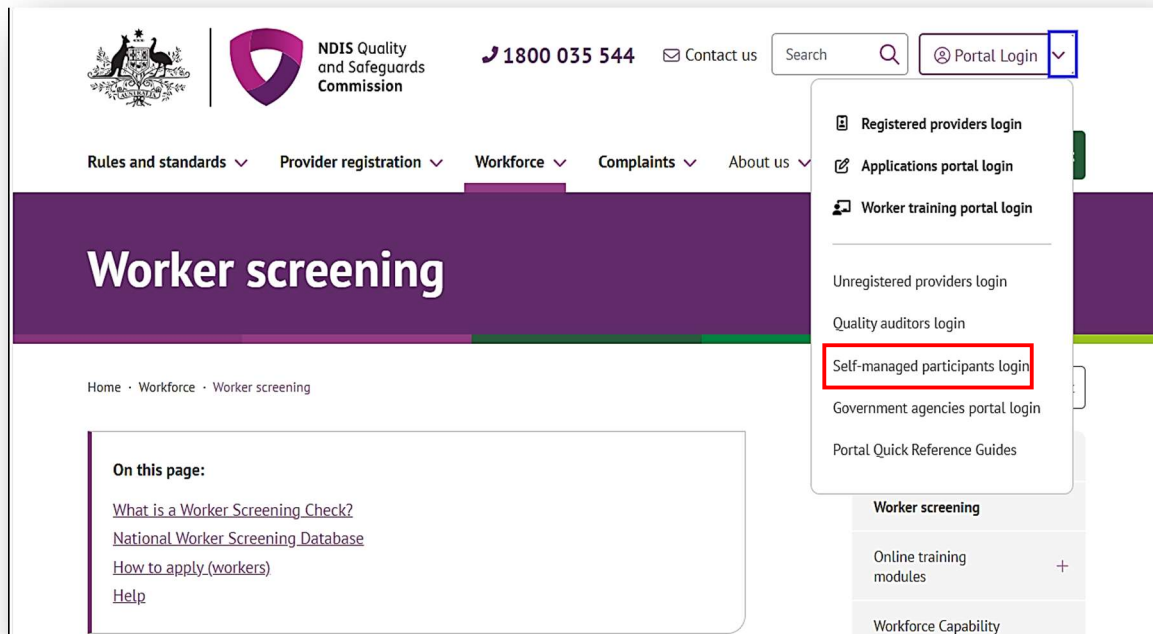 NDIS Quality
and Safeguards
Commission
1800 035 544
Contact us
Search
Portal Login
Registered providers login
Applications portal login
Worker training portal login
Unregistered providers login
Quality auditors login
Self-managed participants login
Government agencies portal login
Portal Quick Reference Guides
Rules and standards
Provider registration
Workforce
Complaints
About us
Worker screening
Home · Workforce · Worker screening
On this page:
What is a Worker Screening Check?
National Worker Screening Database
How to apply (workers)
Help
Worker screening
Online training
modules
Workforce Capability